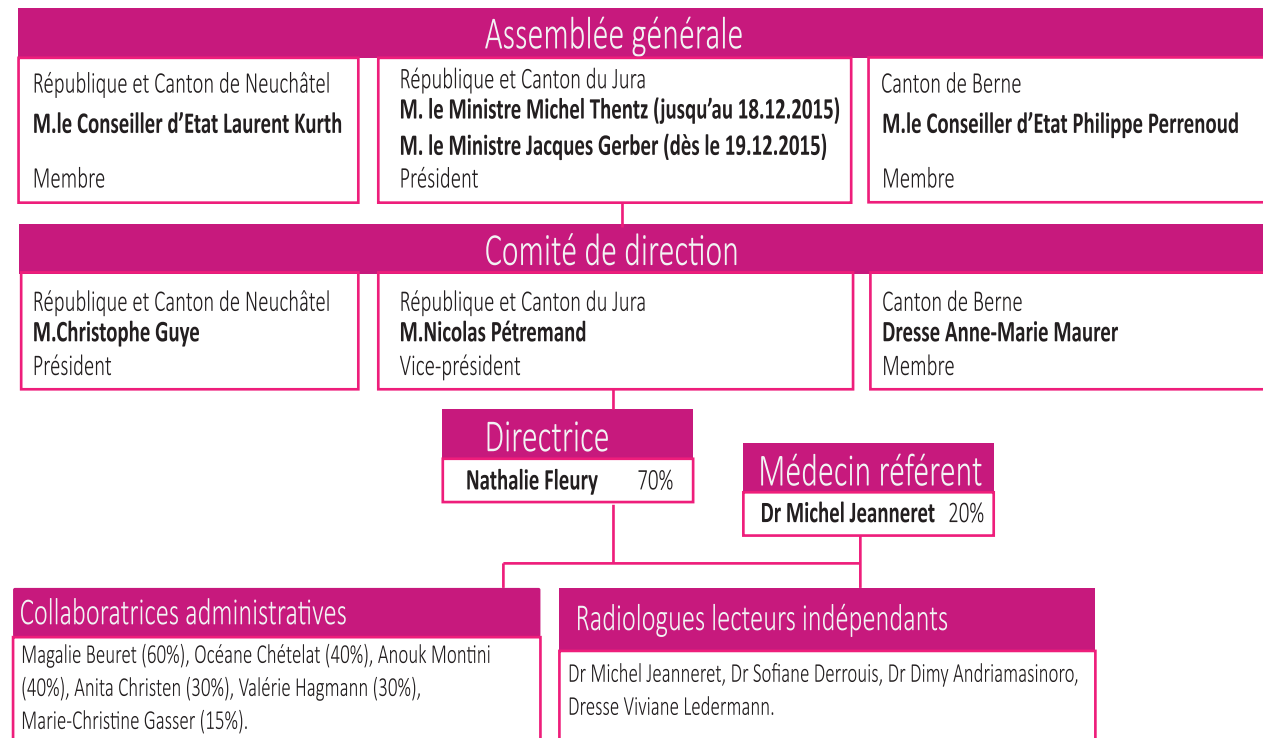 Assemblée générale
République et Canton de Neuchâtel
M.le Conseiller d'Etat Laurent Kurth
Membre
République et Canton du Jura
M. le Ministre Michel Thentz (jusqu'au 18.12.2015)
M. le Ministre Jacques Gerber (dès le 19.12.2015)
Président
Canton de Berne
M.le Conseiller d'Etat Philippe Perrenoud
Membre
Comité de direction
République et Canton de Neuchâtel
M.Christophe Guye
Président
République et Canton du Jura
M.Nicolas Pétremand
Vice-président
Canton de Berne
Dresse Anne-Marie Maurer
Membre
Directrice
Nathalie Fleury 70%
Médecin référent
Dr Michel Jeanneret 20%
Collaboratrices administratives
Magalie Beuret (60%), Océane Chételat (40%), Anouk Montini
(40%), Anita Christen (30%), Valérie Hagmann (30%),
Marie-Christine Gasser (15%).
Radiologues lecteurs indépendants
Dr Michel Jeanneret, Dr Sofiane Derrouis, Dr Dimy Andriamasinoro,
Dresse Viviane Ledermann.